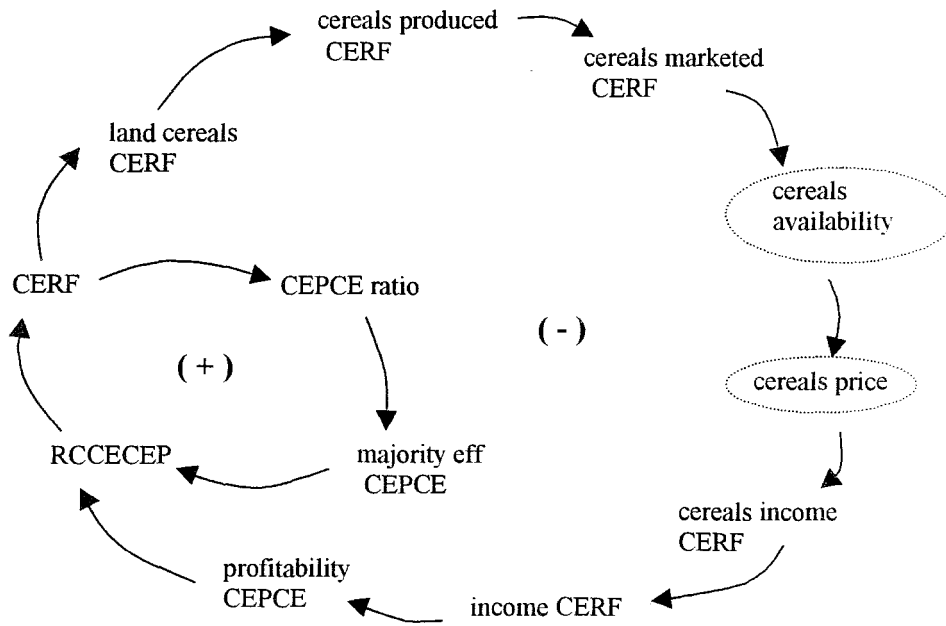 cereals produced
CERF
cereals marketed
CERF
land cereals
CERF
cereals
availability
CERF
CEPCE ratio
( - )
( + )
cereals price
RCCECEP
majority eff
CEPCE
cereals income
CERF
profitability
CEPCE
income CERF